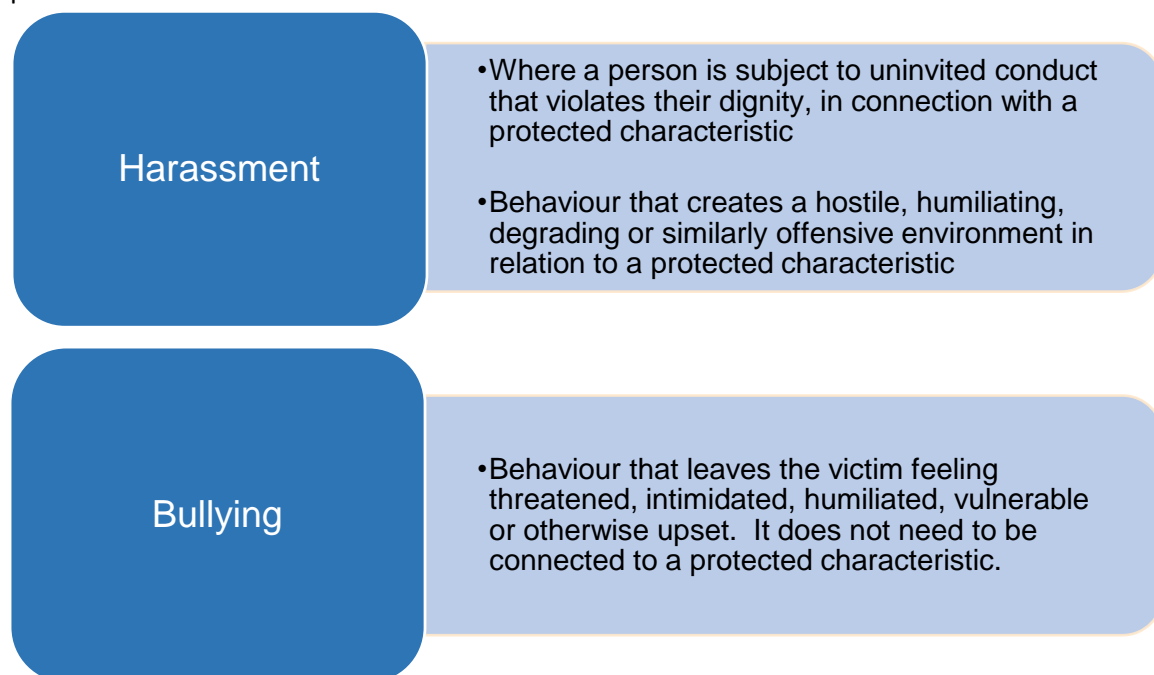 Harassment
•Where a person is subject to uninvited conduct
that violates their dignity, in connection with a
protected characteristic
•Behaviour that creates a hostile, humiliating,
degrading or similarly offensive environment in
relation to a protected characteristic
Bullying
•Behaviour that leaves the victim feeling
threatened, intimidated, humiliated, vulnerable
or otherwise upset.  It does not need to be
connected to a protected characteristic.